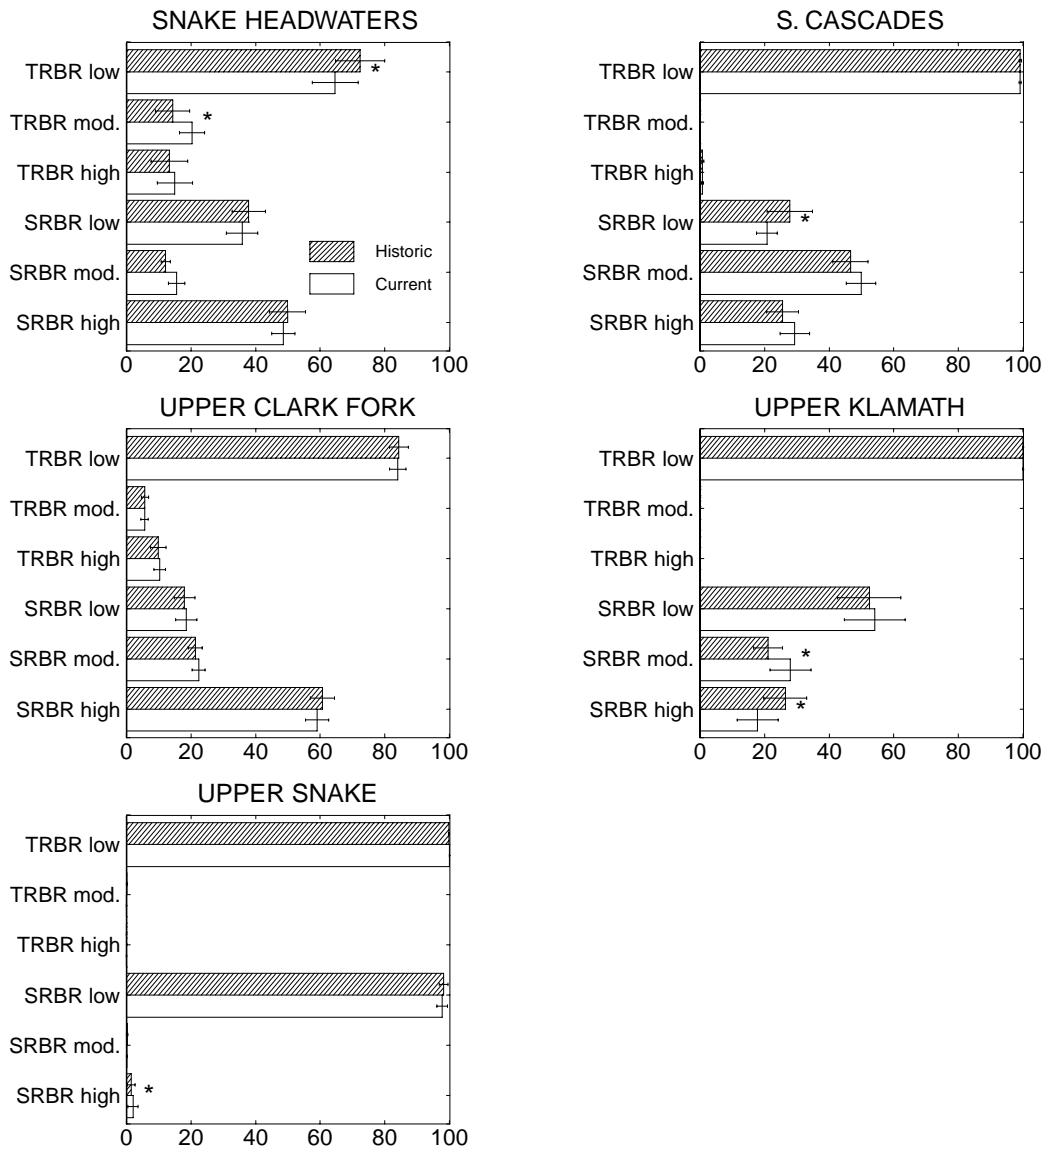 SNAKE HEADWATERS
TRBR low
*
TRBR mod.
*
TRBR high
SRBR low
Historic
SRBR mod.
Current
SRBR high
0 20 40 60 80 100
S. CASCADES
TRBR low
TRBR mod.
TRBR high
SRBR low
*
SRBR mod.
SRBR high
0 20 40 60 80 100
UPPER CLARK FORK
TRBR low
TRBR mod.
TRBR high
SRBR low
SRBR mod.
SRBR high
0 20 40 60 80 100
UPPER KLAMATH
TRBR low
TRBR mod.
TRBR high
SRBR low
SRBR mod.
*
SRBR high
*
0 20 40 60 80 100
UPPER SNAKE
TRBR low
TRBR mod.
TRBR high
SRBR low
SRBR mod.
SRBR high
*
0 20 40 60 80 100